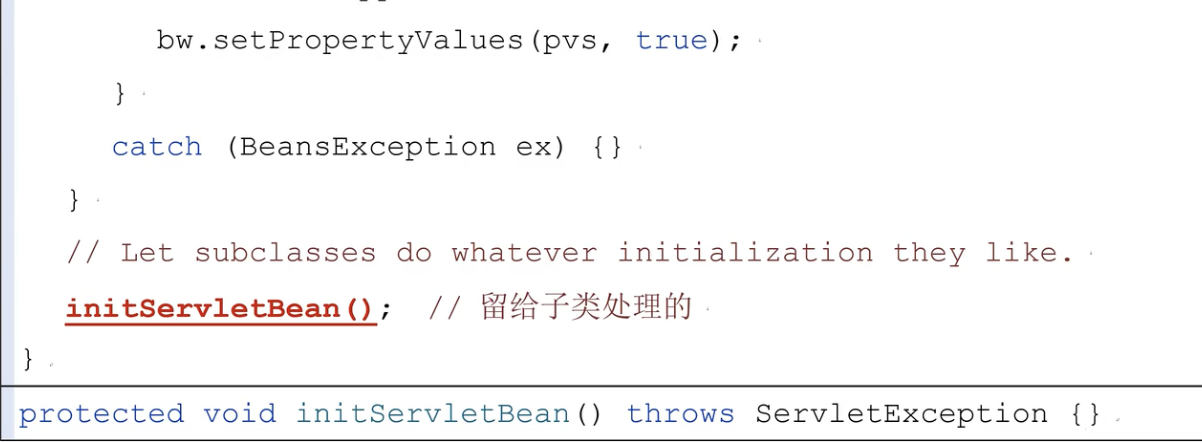 bw.setPropertyValues(pvs, true);
}
catch (BeansException ex) {}
}
// Let subclasses do whatever initialization they like.
initServletBean(); // 留给子类处理的
}
protected void initServletBean() throws ServletException {}